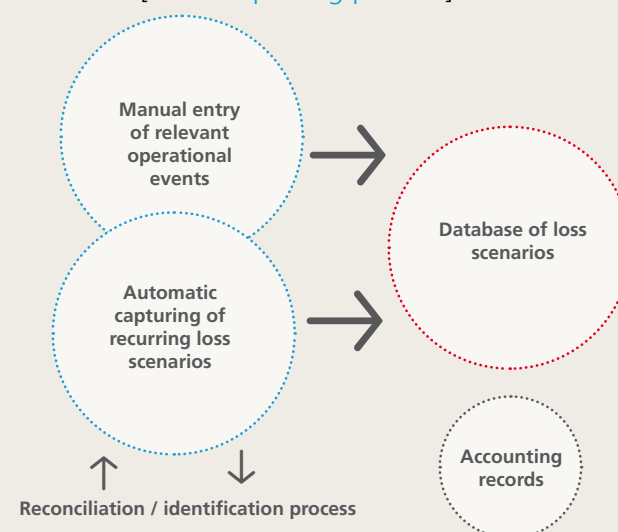 Manual entry
of relevant
operational
events
Database of loss
scenarios
Automatic
capturing of
recurring loss
scenarios
Accounting
records
Reconciliation / identification process